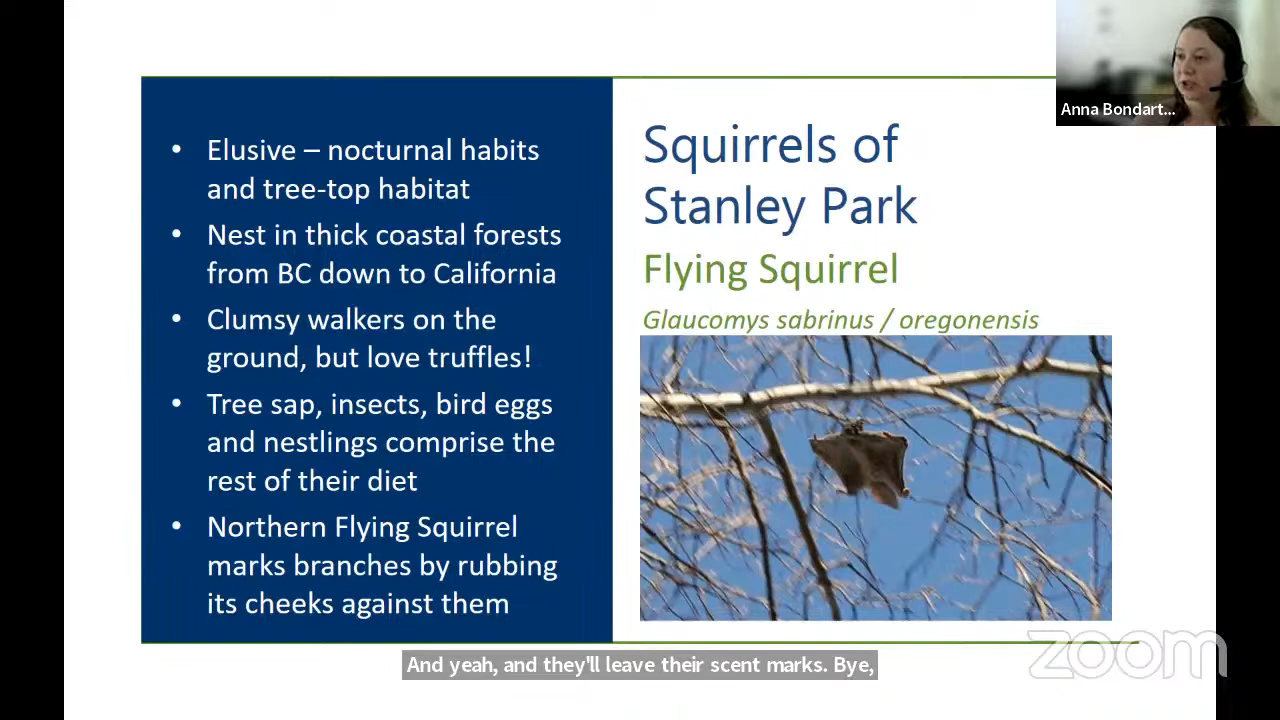 • Elusive – nocturnal habits
and tree-top habitat
• Nest in thick coastal forests
from BC down to California
• Clumsy walkers on the
ground, but love truffles!
• Tree sap, insects, bird eggs
and nestlings comprise the
rest of their diet
• Northern Flying Squirrel
marks branches by rubbing
its cheeks against them
Squirrels of
Stanley Park
Flying Squirrel
Glaucomys sabrinus / oregonensis
Anna Bondart...
And yeah, and they'll leave their scent marks. Bye,
zoom